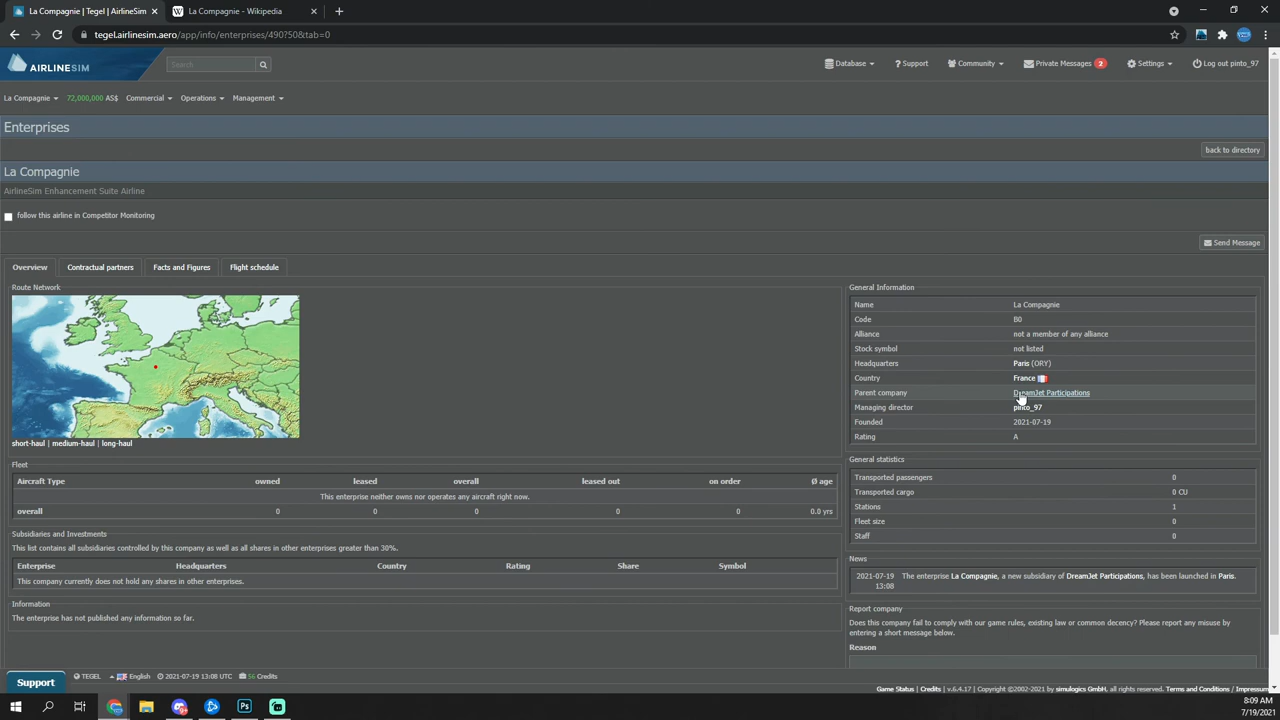 La Compagnie | Tegel | AirlineSim
La Compagnie - Wikipedia
tegel.airlinesim.aero/app/info/enterprises/490750&tab=0
AIRLINESIM
Search
Database
? Support
Community
Private Messages 2
Settings
Log out pinto_97
La Compagnie
72,000,000 AS$
Commercial
Operations
Management
Enterprises
back to directory
La Compagnie
AirlineSim Enhancement Suite Airline
follow this airline in Competitor Monitoring
Send Message
Overview
Contractual partners
Facts and Figures
Flight schedule
Route Network
short-haul | medium-haul | long-haul
Fleet
Aircraft Type owned leased overall leased out on order Ø age
This enterprise neither owns nor operates any aircraft right now.
overall 0 0 0 0 0 0.0 yrs
Subsidiaries and Investments
This list contains all subsidiaries controlled by this company as well as all shares in other enterprises greater than 30%.
Enterprise Headquarters Country Rating Share Symbol
This company currently does not hold any shares in other enterprises.
Information
The enterprise has not published any information so far.
General Information
Name La Compagnie
Code B0
Alliance not a member of any alliance
Stock symbol not listed
Headquarters Paris (ORY)
Country France
Parent company DreamJet Participations
Managing director pinto_97
Founded 2021-07-19
Rating A
General statistics
Transported passengers 0
Transported cargo 0 CU
Stations 1
Fleet size 0
Staff 0
News
2021-07-19 The enterprise La Compagnie, a new subsidiary of DreamJet Participations, has been launched in Paris.
13:08
Report company
Does this company fail to comply with our game rules, existing law or common decency? Please report any misuse by
entering a short message below.
Reason
Support
TEGEL
English
2021-07-19 13:08 UTC
56 Credits
Game Status | Credits | v.6.4.17 | Copyright ©2002-2021 by simulogics GmbH, all rights reserved. Terms and Conditions / Impressum
8:09 AM
7/19/2021